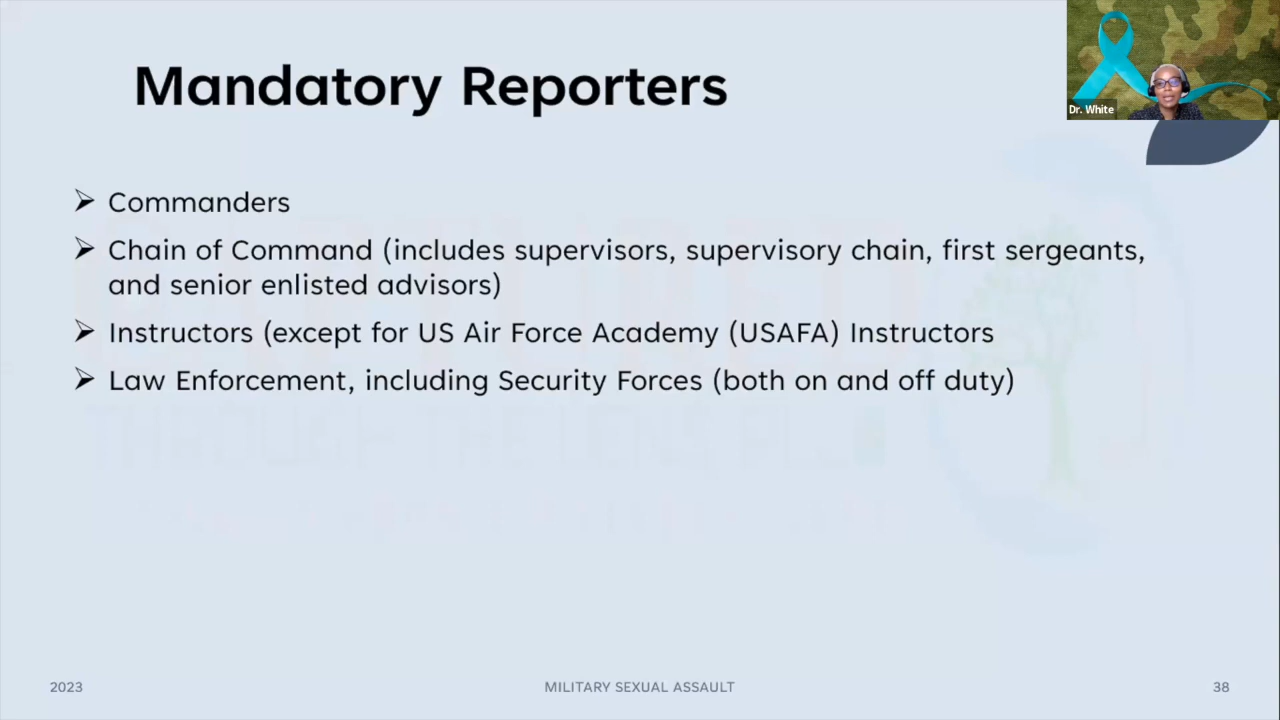 Mandatory Reporters
Dr. White
➢ Commanders
➢ Chain of Command (includes supervisors, supervisory chain, first sergeants,
and senior enlisted advisors)
➢ Instructors (except for US Air Force Academy (USAFA) Instructors
➢ Law Enforcement, including Security Forces (both on and off duty)
2023
MILITARY SEXUAL ASSAULT
38